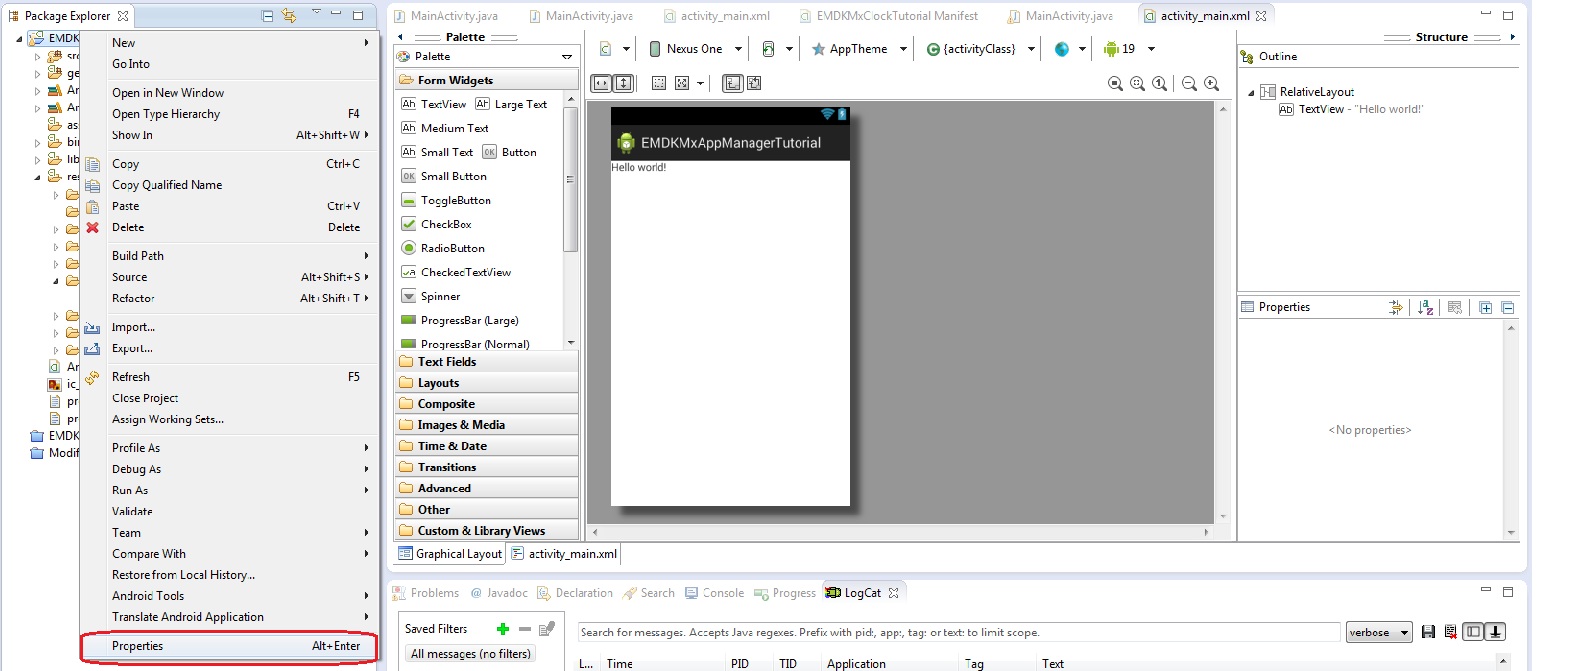 Package Explorer
EMDK
src
ge
An
An
ass
bin
lib
res
An
ic_
pr
pr
EMDK
Modif
New
Go Into
Open in New Window
Open Type Hierarchy F4
Show In Alt+Shift+W
Copy Ctrl+C
Copy Qualified Name
Paste Ctrl+V
Delete Delete
Build Path
Source Alt+Shift+S
Refactor Alt+Shift+T
Import...
Export...
Refresh F5
Close Project
Assign Working Sets...
Profile As
Debug As
Run As
Validate
Team
Compare With
Restore from Local History...
Android Tools
Translate Android Application
Properties Alt+Enter
MainActivity.java MainActivity.java activity_main.xml EMDKMxClockTutorial Manifest MainActivity.java activity_main.xml
Palette
Palette
Form Widgets
Ab TextView Ab Large Text
Ab Medium Text
Ab Small Text OK Button
OK Small Button
ToggleButton
CheckBox
RadioButton
CheckedTextView
Spinner
ProgressBar (Large)
ProgressBar (Normal)
Text Fields
Layouts
Composite
Images & Media
Time & Date
Transitions
Advanced
Other
Custom & Library Views
Nexus One AppTheme {activityClass} 19
EMDKMxAppManagerTutorial
Hello world!
Graphical Layout activity_main.xml
Structure
Outline
RelativeLayout
Ab TextView - "Hello world!"
Properties
<No properties>
Problems @ Javadoc Declaration Search Console Progress LogCat
Saved Filters
All messages (no filters)
Search for messages. Accepts Java regexes. Prefix with pid:, app:, tag: or text: to limit scope.
verbose
L... Time PID TID Application Tag Text